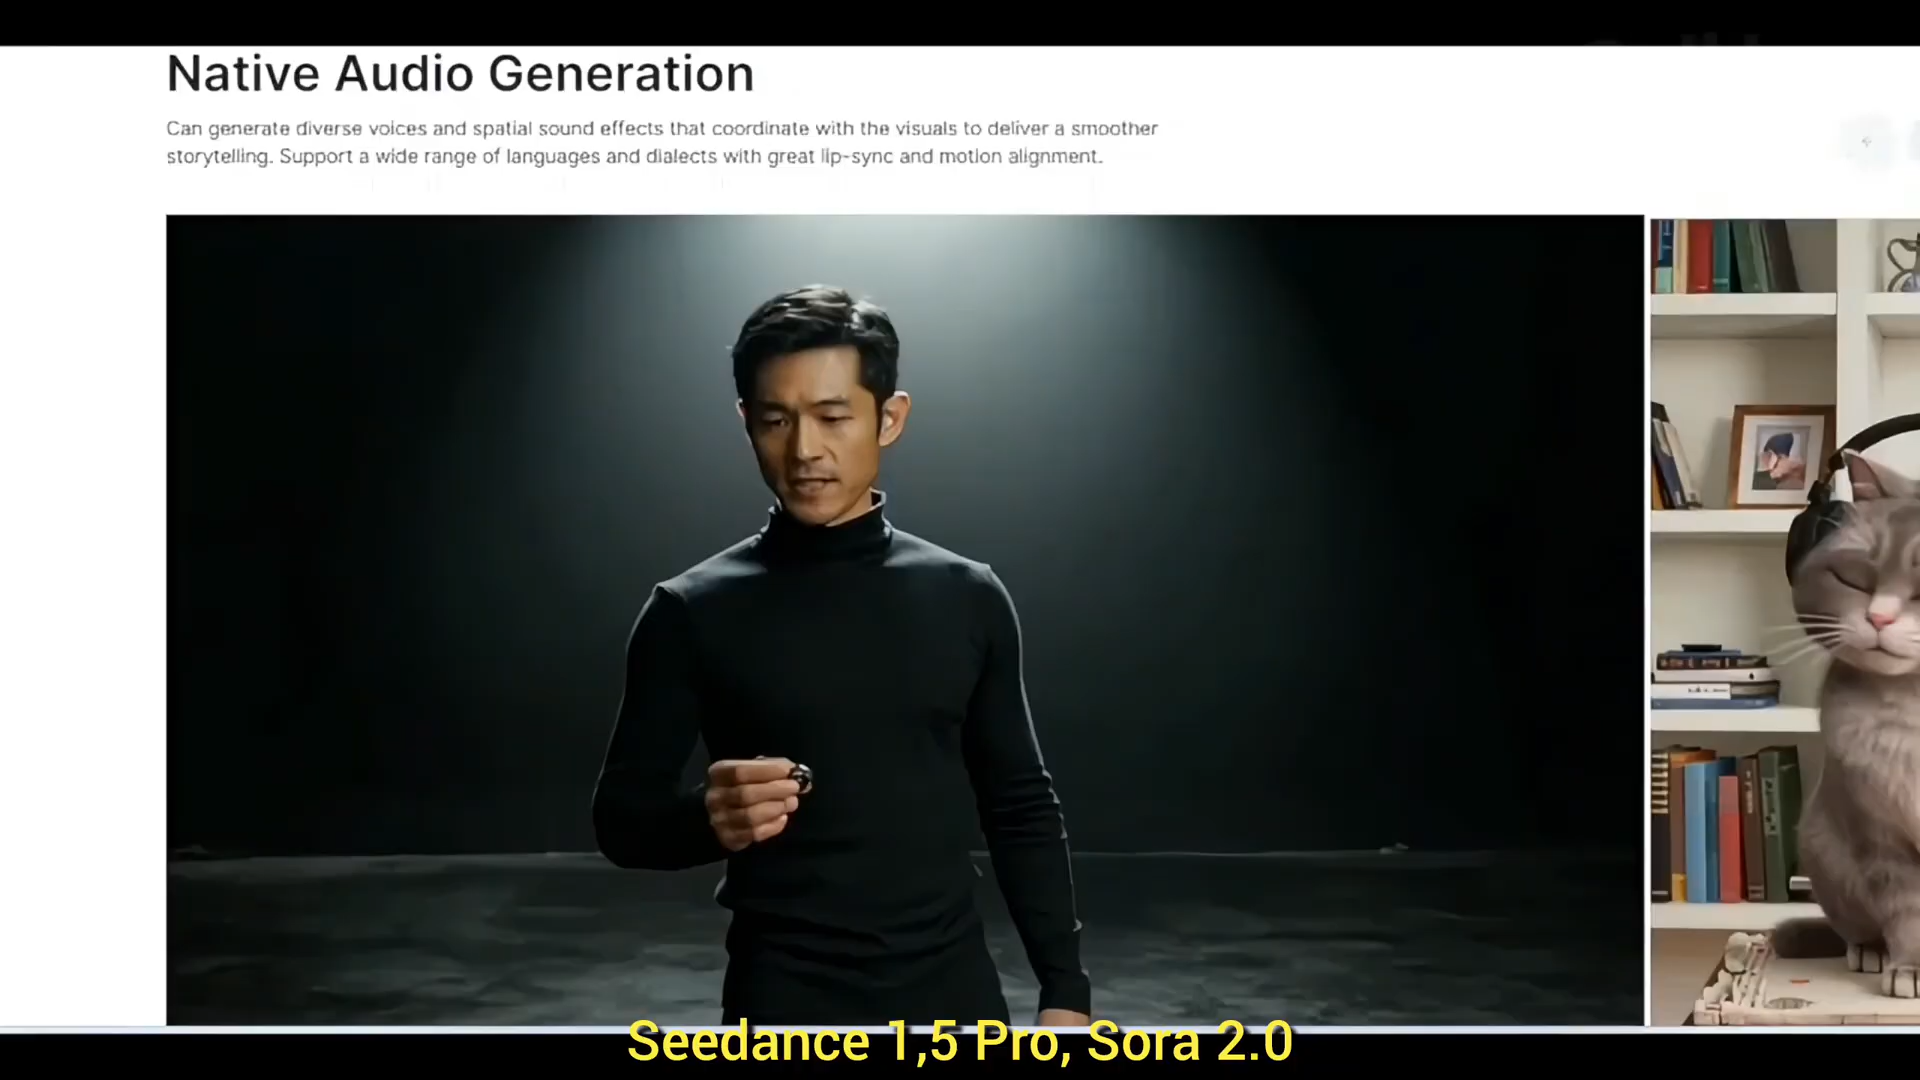 Native Audio Generation
Can generate diverse voices and spatial sound effects that coordinate with the visuals to deliver a smoother
storytelling. Support a wide range of languages and dialects with great lip-sync and motion alignment.
Seedance 1,5 Pro, Sora 2.0